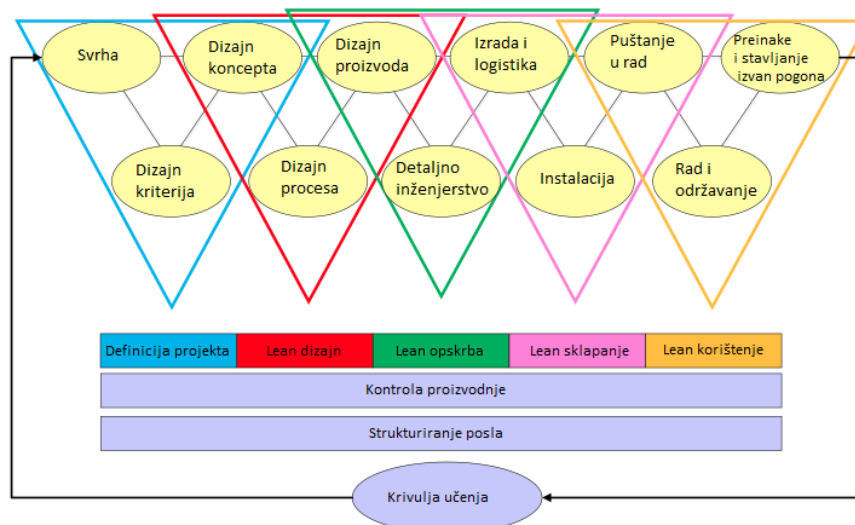 Svrha
Dizajn
koncepta
Dizajn
proizvoda
Izrada i
logistika
Puštanje
u rad
Preinake
i stavljanje
izvan pogona
Dizajn
kriterija
Dizajn
procesa
Detaljno
inženjerstvo
Instalacija
Rad i
održavanje
Definicija projekta
Lean dizajn
Lean opskrba
Lean sklapanje
Lean korištenje
Kontrola proizvodnje
Strukturiranje posla
Krivulja učenja